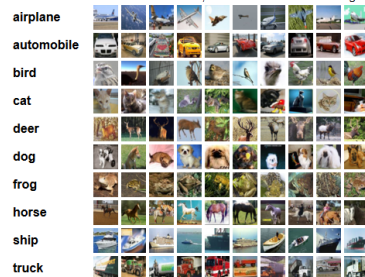 airplane
automobile
bird
cat
deer
dog
frog
horse
ship
truck